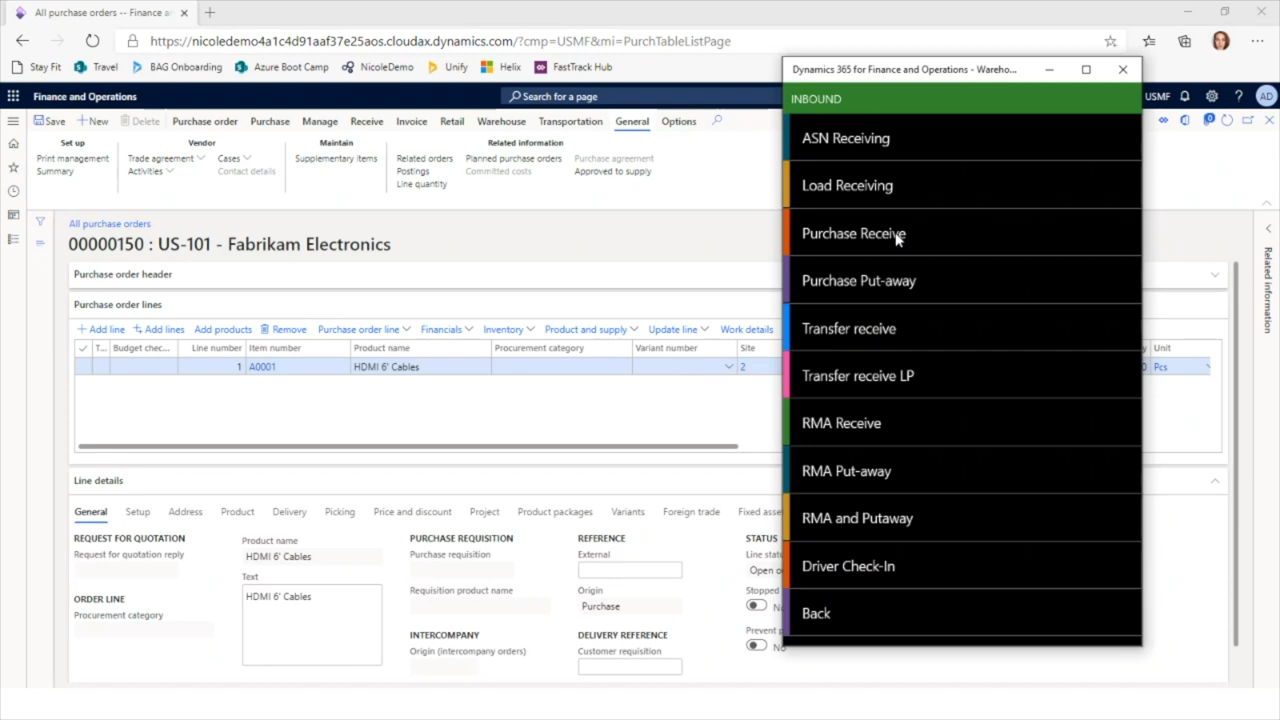 All purchase orders -- Finance a
https://nicoledemo4a1c4d91aaf37e25aos.cloudax.dynamics.com/?cmp=USMF&mi=PurchTableListPage
Stay Fit Travel BAG Onboarding Azure Boot Camp NicoleDemo Unify Helix FastTrack Hub
Finance and Operations Search for a page USMF ? AD
Save New Delete Purchase order Purchase Manage Receive Invoice Retail Warehouse Transportation General Options
Set up Vendor Maintain Related information
Print management Trade agreement Cases Supplementary items Related orders Planned purchase orders Purchase agreement
Summary Activities Contact details Postings Committed costs Approved to supply
Line quantity
All purchase orders
00000150 : US-101 - Fabrikam Electronics
Purchase order header
Purchase order lines
Add line Add lines Add products Remove Purchase order line Financials Inventory Product and supply Update line Work details
T... Budget chec... Line number Item number Product name Procurement category Variant number Site Unit
1 A0001 HDMI 6' Cables 2 Pcs
Line details
General Setup Address Product Delivery Picking Price and discount Project Product packages Variants Foreign trade Fixed asse
REQUEST FOR QUOTATION
Request for quotation reply
ORDER LINE
Procurement category
Product name
HDMI 6' Cables
Text
HDMI 6' Cables
PURCHASE REQUISITION
Purchase requisition
Requisition product name
INTERCOMPANY
Origin (intercompany orders)
REFERENCE
External
Origin
Purchase
DELIVERY REFERENCE
Customer requisition
STATUS
Line statu
Open o
Stopped
No
Prevent p
No
Related information
Dynamics 365 for Finance and Operations - Wareho...
INBOUND
ASN Receiving
Load Receiving
Purchase Receive
Purchase Put-away
Transfer receive
Transfer receive LP
RMA Receive
RMA Put-away
RMA and Putaway
Driver Check-In
Back